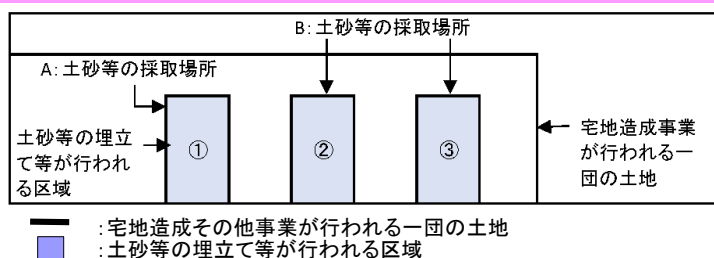 B:土砂等の採取場所
A:土砂等の採取場所
土砂等の埋立
て等が行われ
る区域
①
②
③
宅地造成事業
が行われる一
団の土地
:宅地造成その他事業が行われる一団の土地
:土砂等の埋立て等が行われる区域